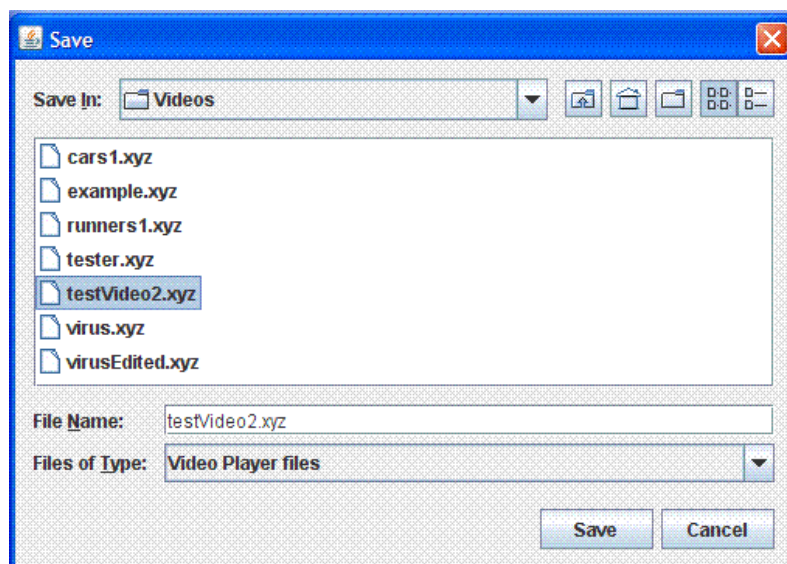 Save
Save In: Videos
cars1.xyz
example.xyz
runners1.xyz
tester.xyz
testVideo2.xyz
virus.xyz
virusEdited.xyz
File Name: testVideo2.xyz
Files of Type: Video Player files
Save Cancel